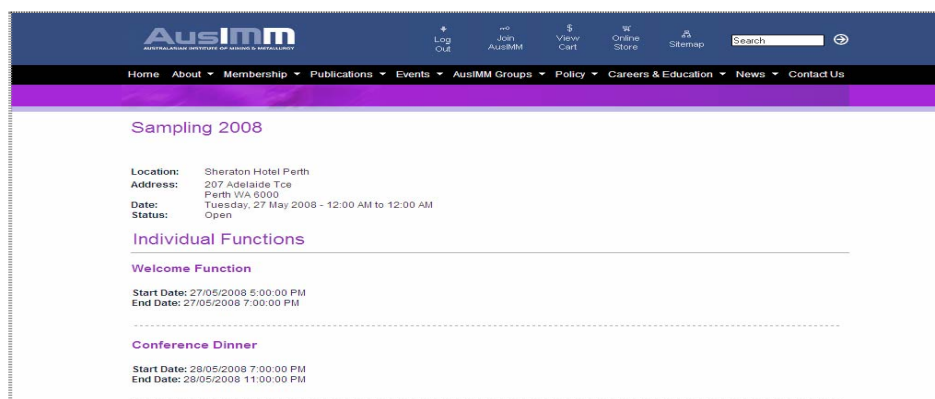 AusIMM
AUSTRALASIAN INSTITUTE OF MINING & METALLURGY
Log Out
Join AusIMM
$ View Cart
Online Store
Sitemap
Search
Home About Membership Publications Events AusIMM Groups Policy Careers & Education News Contact Us
Sampling 2008
Location: Sheraton Hotel Perth
Address: 207 Adelaide Tce
Perth WA 6000
Date: Tuesday, 27 May 2008 - 12:00 AM to 12:00 AM
Status: Open
Individual Functions
Welcome Function
Start Date: 27/05/2008 5:00:00 PM
End Date: 27/05/2008 7:00:00 PM
Conference Dinner
Start Date: 28/05/2008 7:00:00 PM
End Date: 28/05/2008 11:00:00 PM